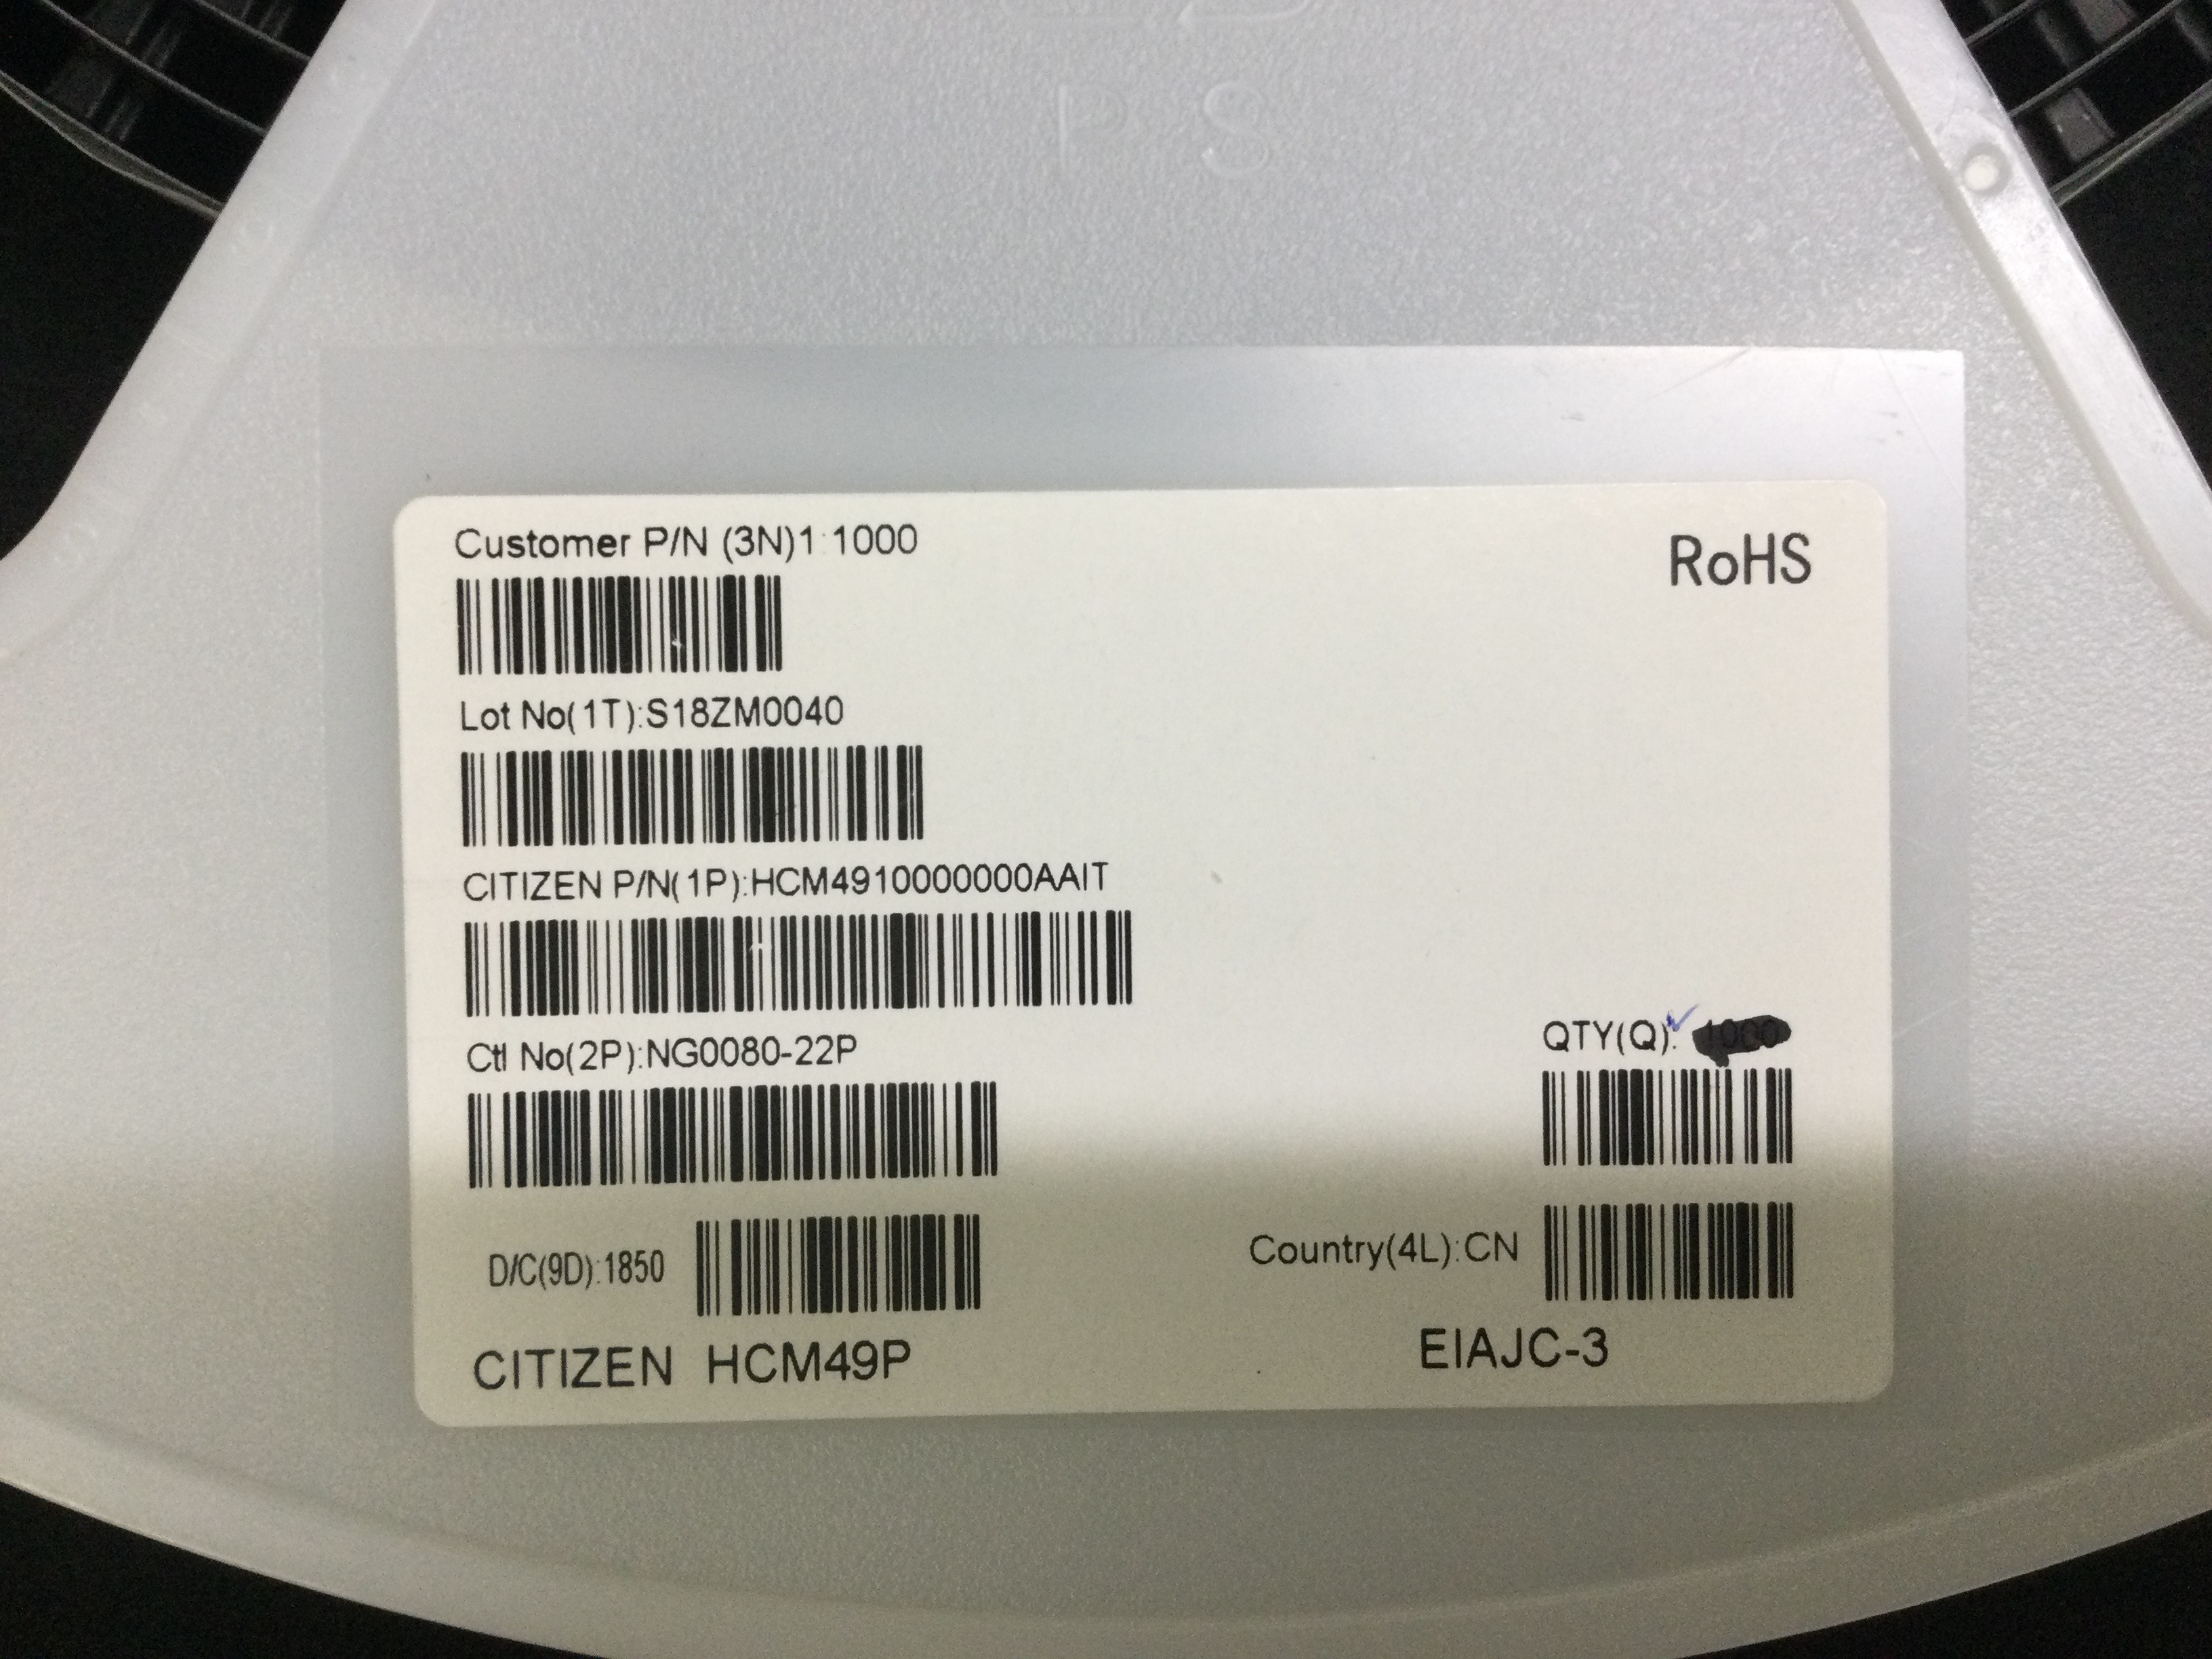 P S
Customer P/N (3N)1:1000
RoHS
Lot No(1T):S18ZM0040
CITIZEN P/N(1P):HCM4910000000AAIT
Ctl No(2P):NG0080-22P
QTY(Q): 1000
D/C(9D):1850
Country(4L):CN
CITIZEN HCM49P
EIAJC-3